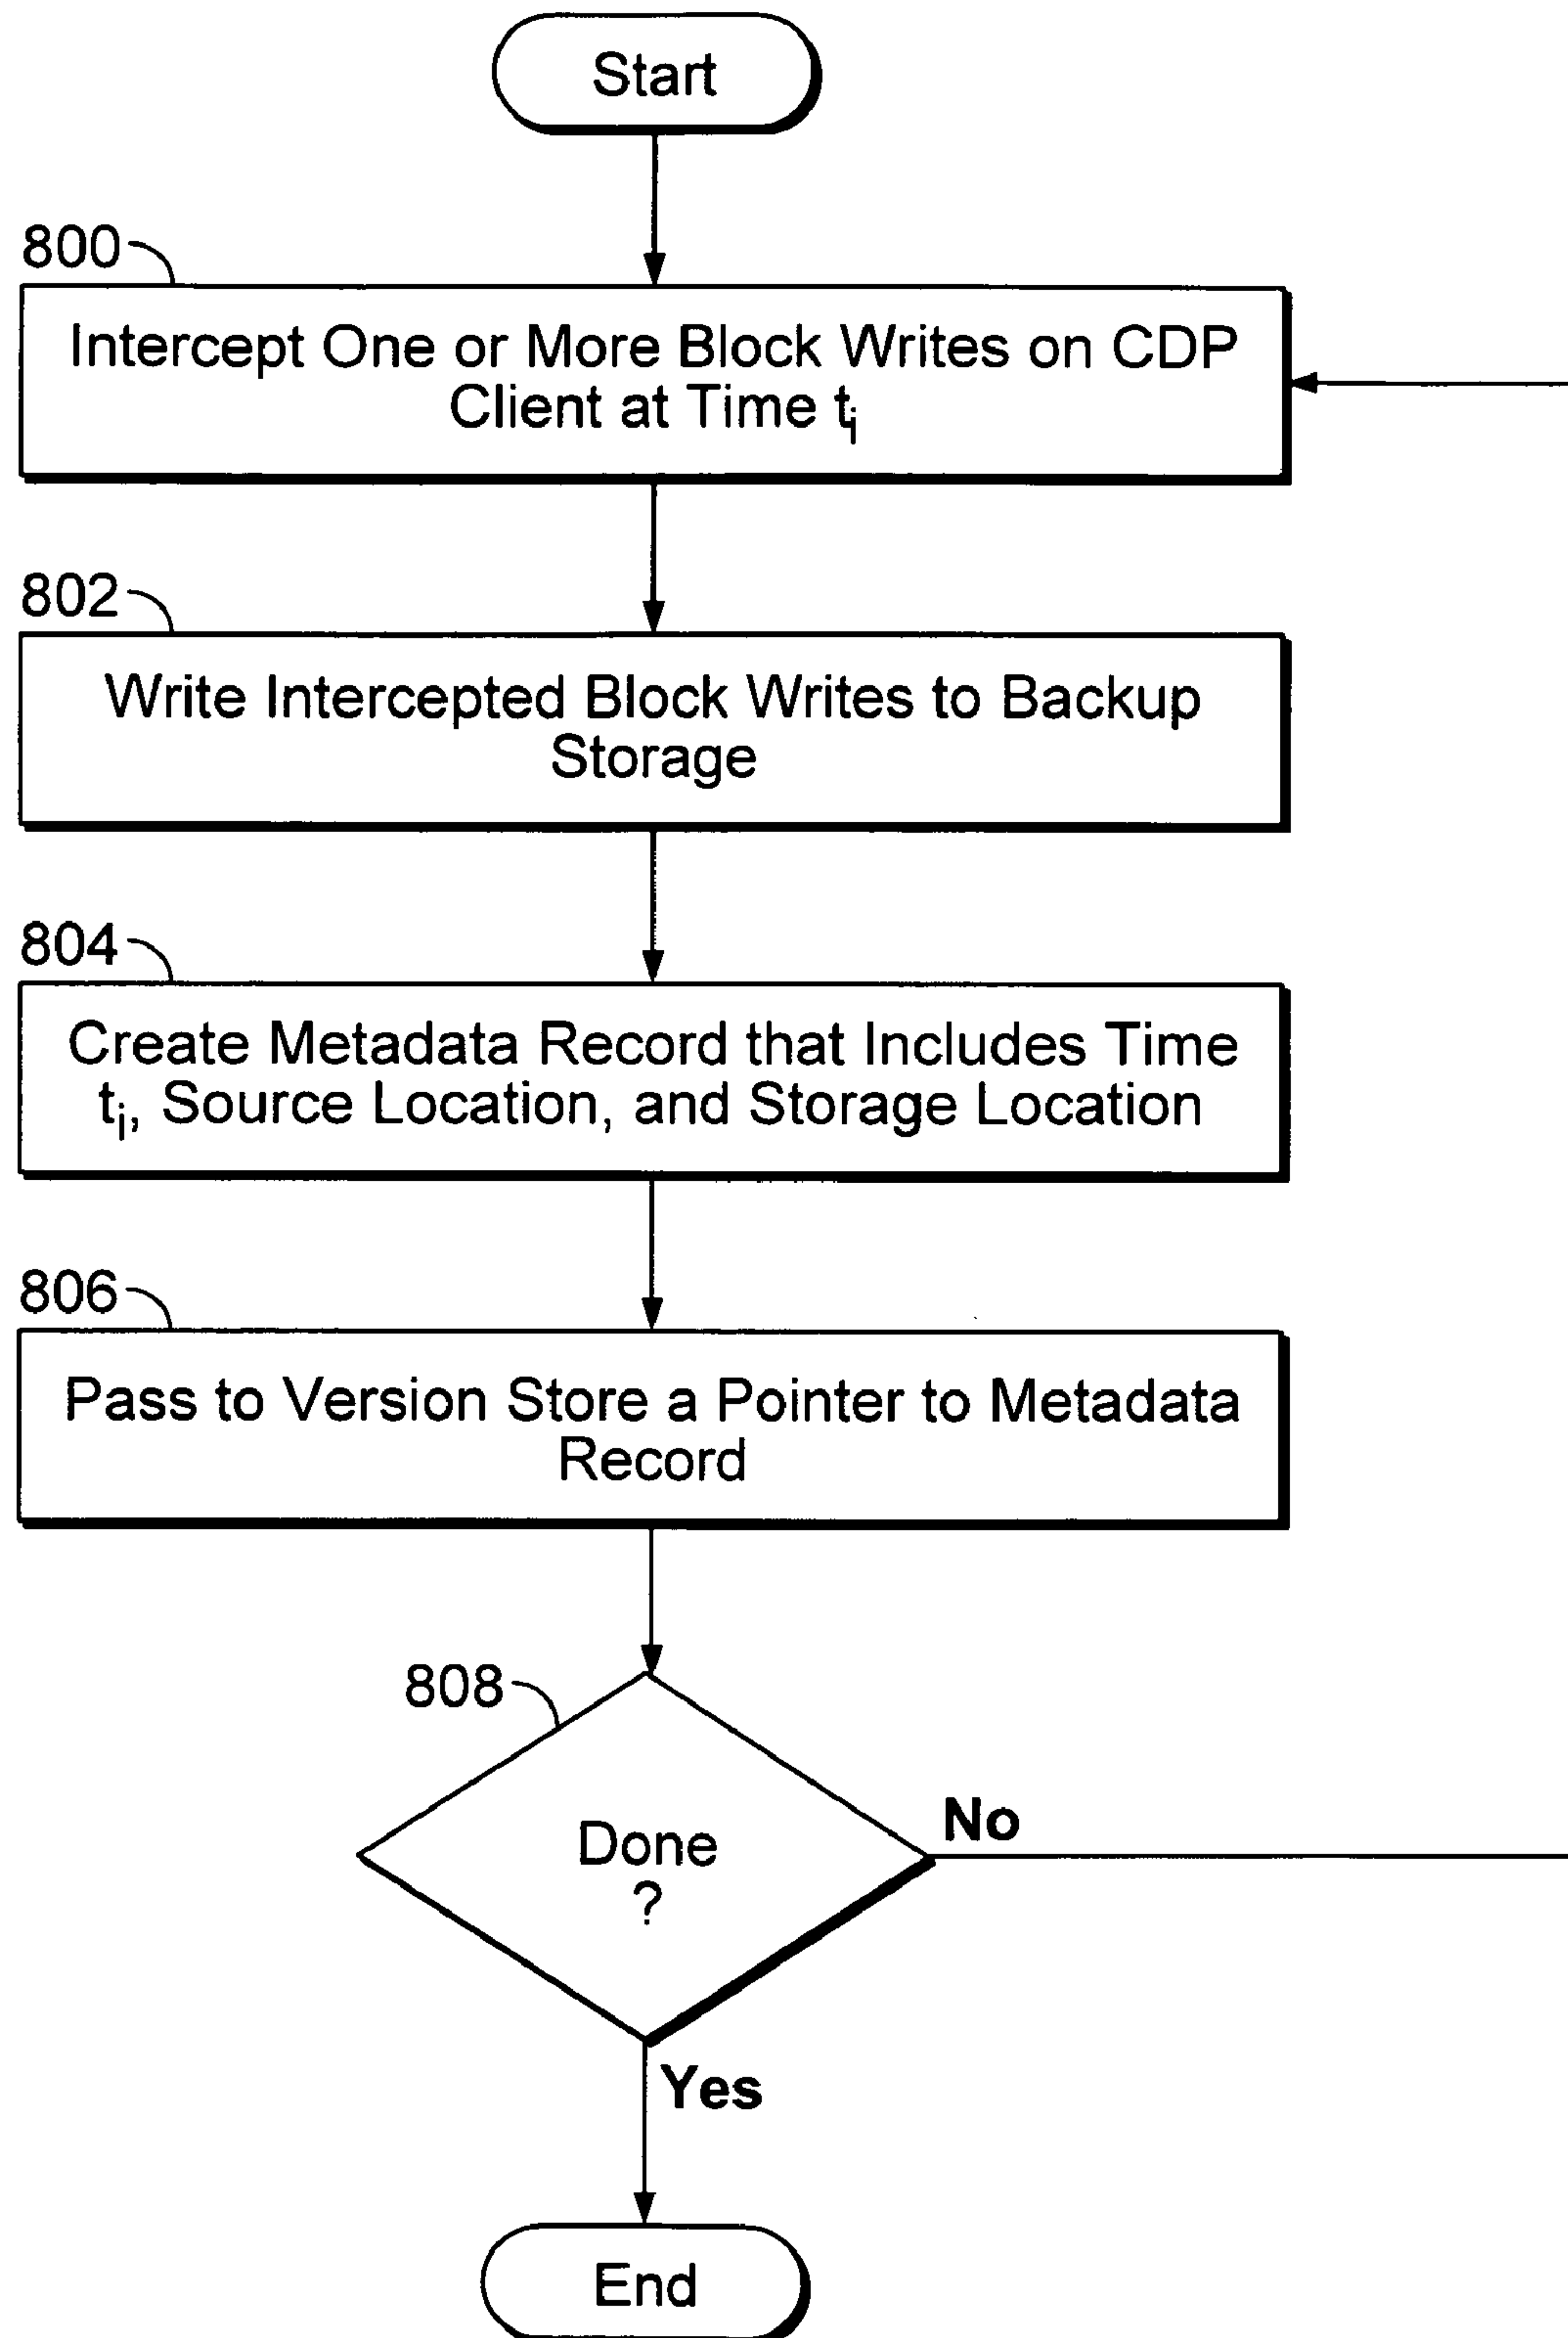 Start
800
Intercept One or More Block Writes on CDP
Client at Time tᵢ
802
Write Intercepted Block Writes to Backup
Storage
804
Create Metadata Record that Includes Time
tᵢ, Source Location, and Storage Location
806
Pass to Version Store a Pointer to Metadata
Record
808
Done
?
No
Yes
End